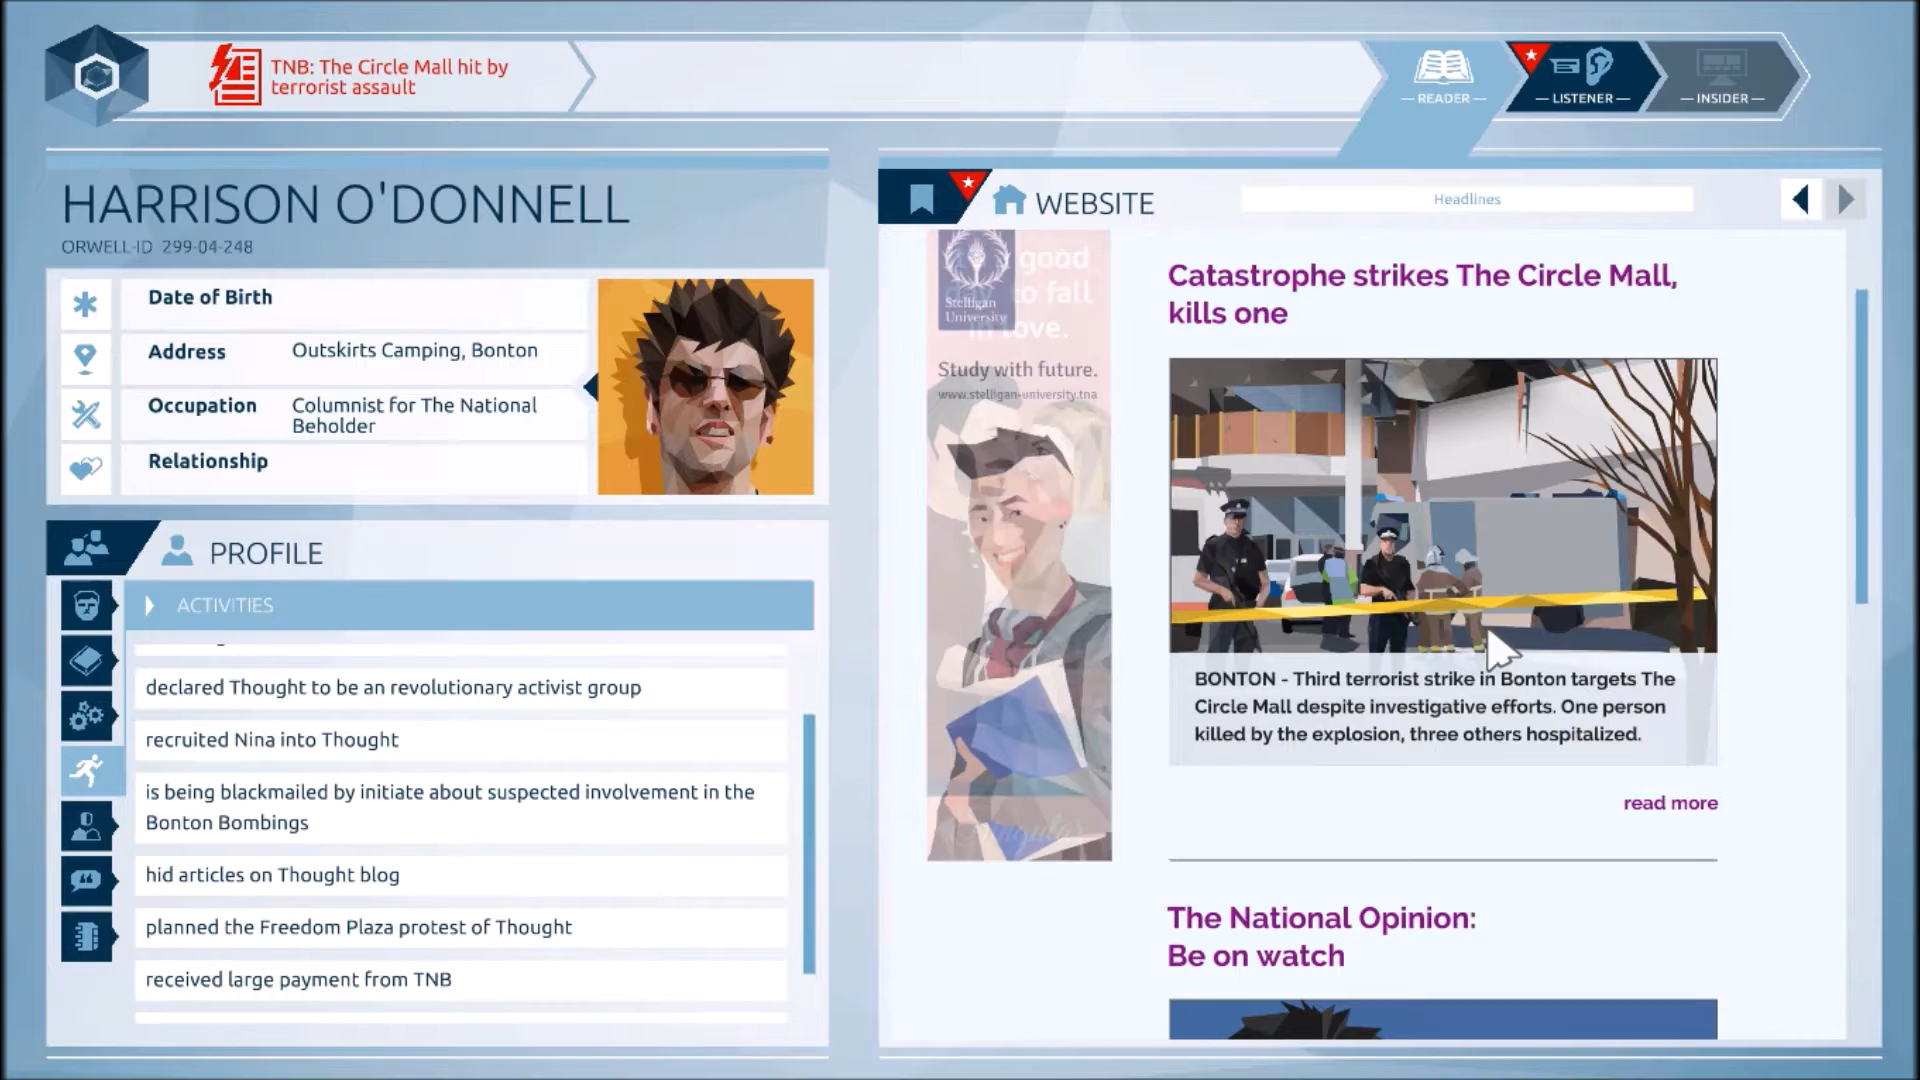 TNB: The Circle Mall hit by
terrorist assault
READER
LISTENER
INSIDER
HARRISON O'DONNELL
ORWELL-ID 299-04-248
Date of Birth
Address Outskirts Camping, Bonton
Occupation Columnist for The National
Beholder
Relationship
PROFILE
ACTIVITIES
declared Thought to be an revolutionary activist group
recruited Nina into Thought
is being blackmailed by initiate about suspected involvement in the
Bonton Bombings
hid articles on Thought blog
planned the Freedom Plaza protest of Thought
received large payment from TNB
WEBSITE
Headlines
good
to fall
in love.
Stelligan
University
Study with future.
www.stelligan-university.tna
Catastrophe strikes The Circle Mall,
kills one
BONTON - Third terrorist strike in Bonton targets The
Circle Mall despite investigative efforts. One person
killed by the explosion, three others hospitalized.
read more
The National Opinion:
Be on watch